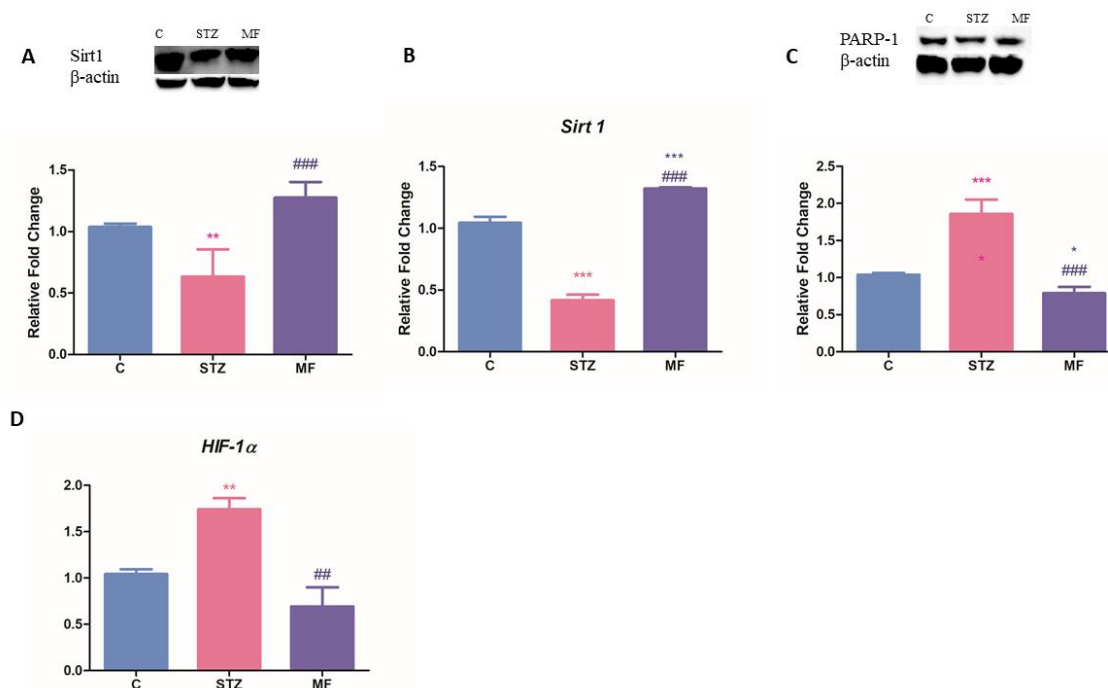 A
C STZ MF
Sirt1
β-actin
Relative Fold Change
1.5
1.0
0.5
0.0
**
###
C STZ MF
B
Sirt 1
Relative Fold Change
1.5
1.0
0.5
0.0
***
***
###
C STZ MF
C
C STZ MF
PARP-1
β-actin
Relative Fold Change
2.5
2.0
1.5
1.0
0.5
0.0
***
*
*
###
C STZ MF
D
HIF-1α
Relative Fold Change
2.0
1.5
1.0
0.5
0.0
**
##
C STZ MF